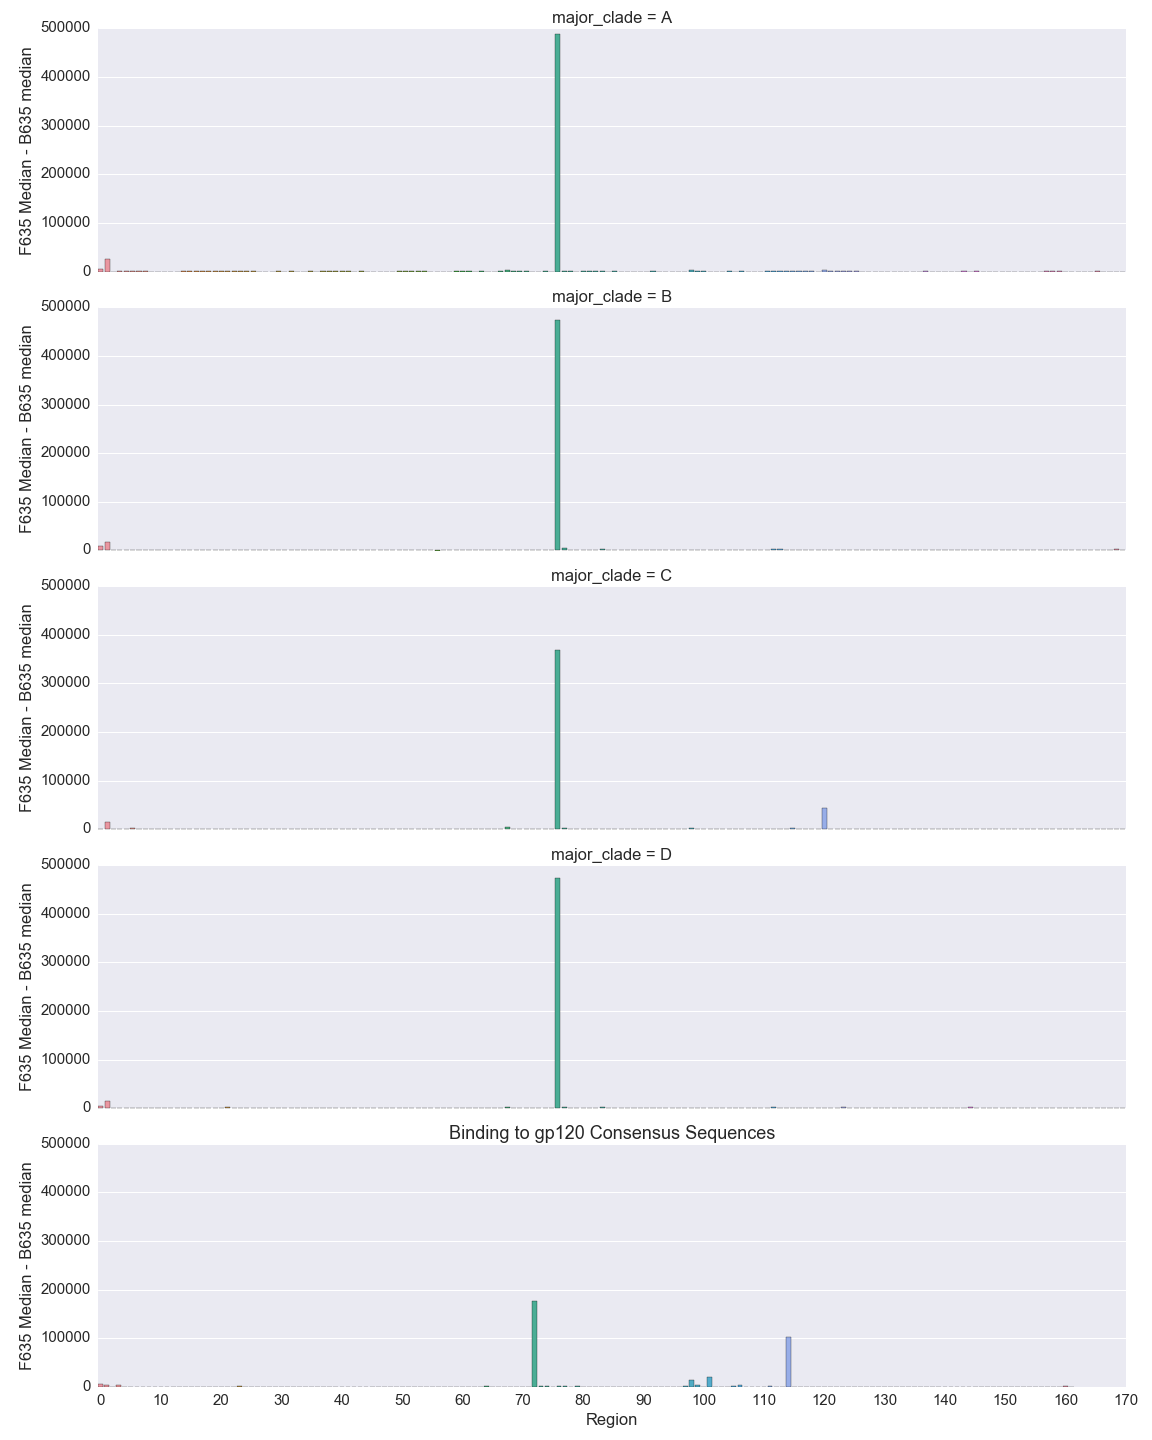 major_clade = A
500000
400000
300000
200000
100000
0
F635 Median - B635 median
major_clade = B
500000
400000
300000
200000
100000
0
F635 Median - B635 median
major_clade = C
500000
400000
300000
200000
100000
0
F635 Median - B635 median
major_clade = D
500000
400000
300000
200000
100000
0
F635 Median - B635 median
Binding to gp120 Consensus Sequences
500000
400000
300000
200000
100000
0
F635 Median - B635 median
0 10 20 30 40 50 60 70 80 90 100 110 120 130 140 150 160 170
Region